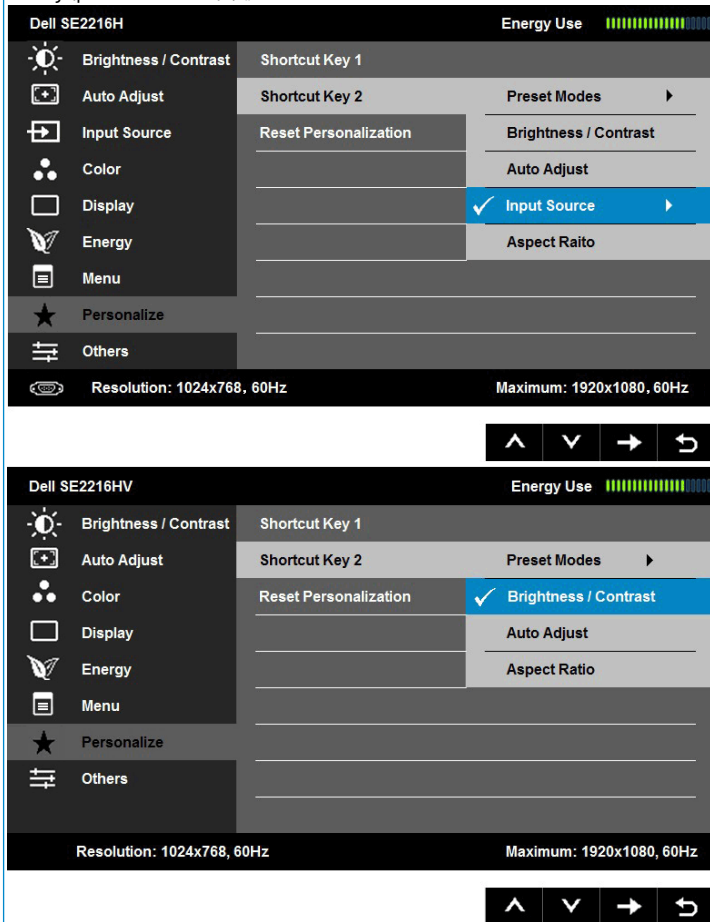 Dell SE2216H Energy Use
Brightness / Contrast Shortcut Key 1
Auto Adjust Shortcut Key 2 Preset Modes
Input Source Reset Personalization Brightness / Contrast
Color Auto Adjust
Display Input Source
Energy Aspect Raito
Menu
Personalize
Others
Resolution: 1024x768, 60Hz Maximum: 1920x1080, 60Hz
Dell SE2216HV Energy Use
Brightness / Contrast Shortcut Key 1
Auto Adjust Shortcut Key 2 Preset Modes
Color Reset Personalization Brightness / Contrast
Display Auto Adjust
Energy Aspect Ratio
Menu
Personalize
Others
Resolution: 1024x768, 60Hz Maximum: 1920x1080, 60Hz